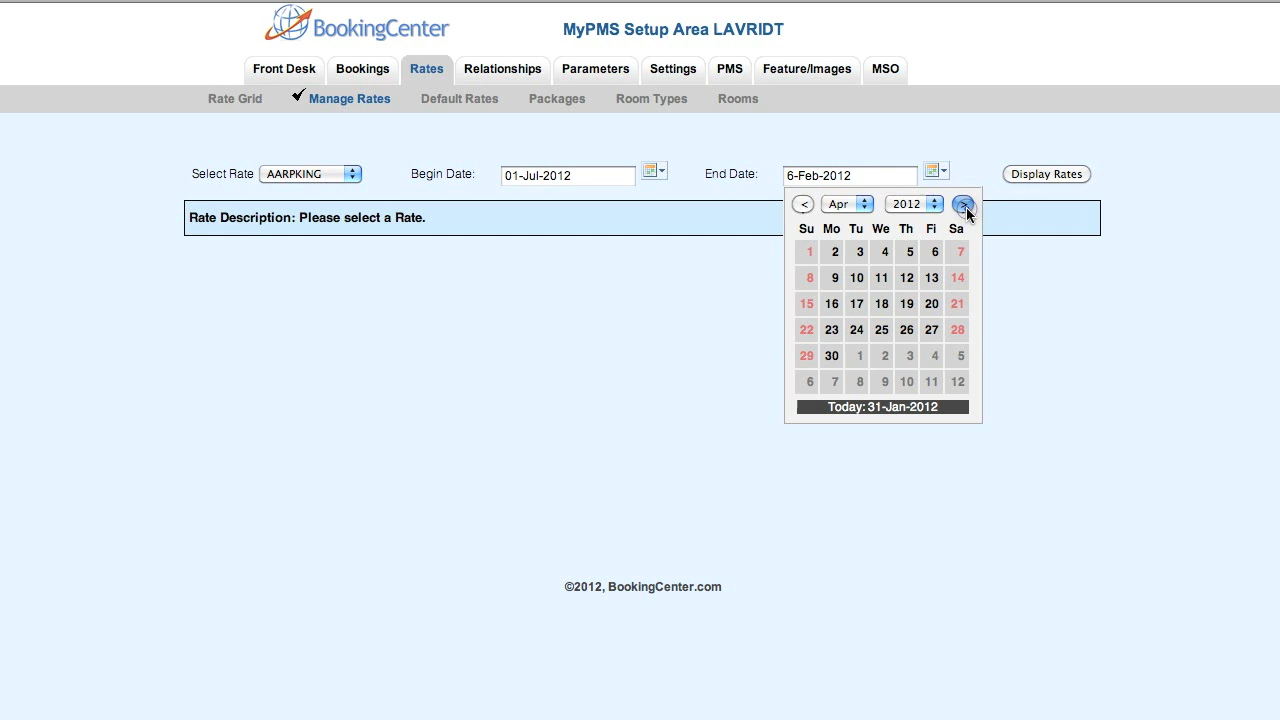 BookingCenter
MyPMS Setup Area LAVRIDT
Front Desk Bookings Rates Relationships Parameters Settings PMS Feature/Images MSO
Rate Grid Manage Rates Default Rates Packages Room Types Rooms
Select Rate AARPKING Begin Date: 01-Jul-2012 End Date: 6-Feb-2012 Display Rates
< Apr 2012 >
Rate Description: Please select a Rate.
Su Mo Tu We Th Fi Sa
1 2 3 4 5 6 7
8 9 10 11 12 13 14
15 16 17 18 19 20 21
22 23 24 25 26 27 28
29 30 1 2 3 4 5
6 7 8 9 10 11 12
Today: 31-Jan-2012
©2012, BookingCenter.com